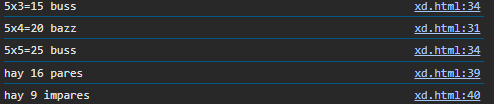 5x3=15 buss xd.html:34
5x4=20 bazz xd.html:31
5x5=25 buss xd.html:34
hay 16 pares xd.html:39
hay 9 impares xd.html:40